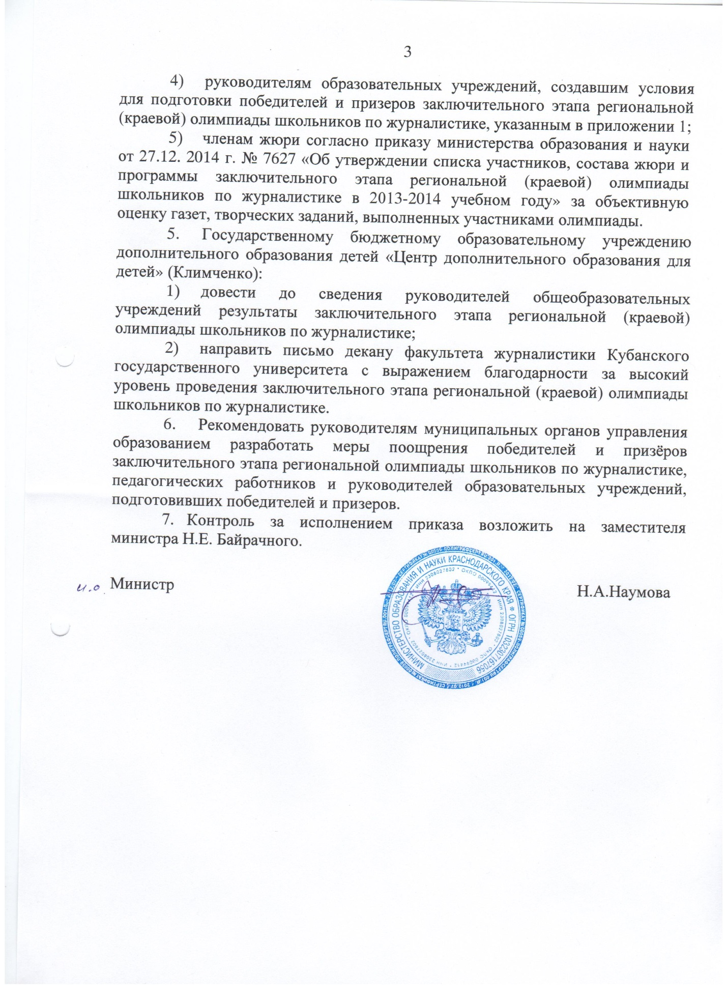 3
4) руководителям образовательных учреждений, создавшим условия
для подготовки победителей и призеров заключительного этапа региональной
(краевой) олимпиады школьников по журналистике, указанным в приложении 1;
5) членам жюри согласно приказу министерства образования и науки
от 27.12. 2014 г. № 7627 «Об утверждении списка участников, состава жюри и
программы заключительного этапа региональной (краевой) олимпиады
школьников по журналистике в 2013-2014 учебном году» за объективную
оценку газет, творческих заданий, выполненных участниками олимпиады.
5. Государственному бюджетному образовательному учреждению
дополнительного образования детей «Центр дополнительного образования для
детей» (Климченко):
1) довести до сведения руководителей общеобразовательных
учреждений результаты заключительного этапа региональной (краевой)
олимпиады школьников по журналистике;
2) направить письмо декану факультета журналистики Кубанского
государственного университета с выражением благодарности за высокий
уровень проведения заключительного этапа региональной (краевой) олимпиады
школьников по журналистике.
6. Рекомендовать руководителям муниципальных органов управления
образованием разработать меры поощрения победителей и призёров
заключительного этапа региональной олимпиады школьников по журналистике,
педагогических работников и руководителей образовательных учреждений,
подготовивших победителей и призеров.
7. Контроль за исполнением приказа возложить на заместителя
министра Н.Е. Байрачного.
и.о. Министр
Н.А.Наумова
МИНИСТЕРСТВО ОБРАЗОВАНИЯ И НАУКИ КРАСНОДАРСКОГО КРАЯ * ОГРН 1032307167056
ИНН 2308027802 * ОКПО 00099412